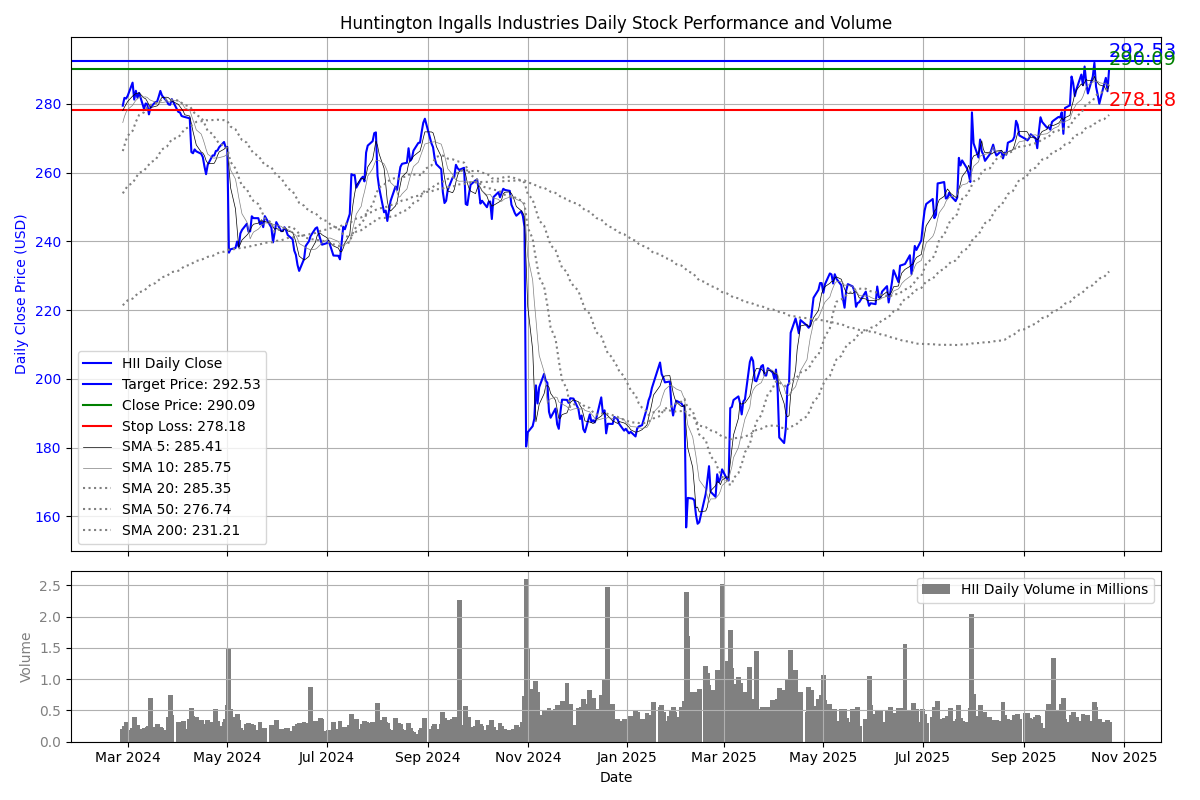 Huntington Ingalls Industries Daily Stock Performance and Volume
292.53
290.09
278.18
280
260
240
220
200
180
160
Daily Close Price (USD)
HII Daily Close
Target Price: 292.53
Close Price: 290.09
Stop Loss: 278.18
SMA 5: 285.41
SMA 10: 285.75
SMA 20: 285.35
SMA 50: 276.74
SMA 200: 231.21
2.5
2.0
1.5
1.0
0.5
0.0
Volume
HII Daily Volume in Millions
Mar 2024 May 2024 Jul 2024 Sep 2024 Nov 2024 Jan 2025 Mar 2025 May 2025 Jul 2025 Sep 2025 Nov 2025
Date